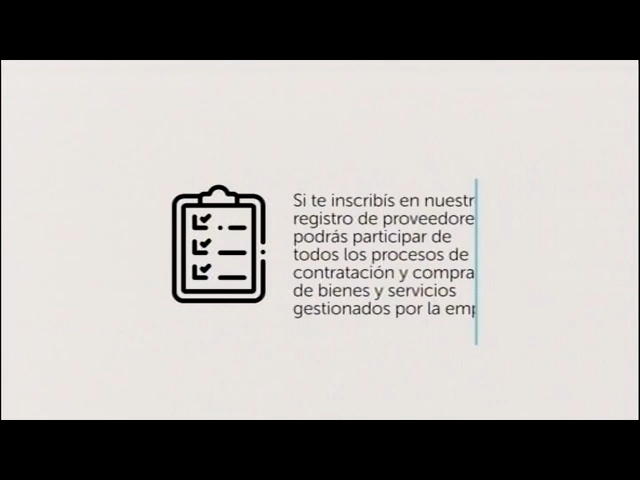 Si te inscribís en nuestr
registro de proveedore
podrás participar de
todos los procesos de
contratación y compra
de bienes y servicios
gestionados por la emp